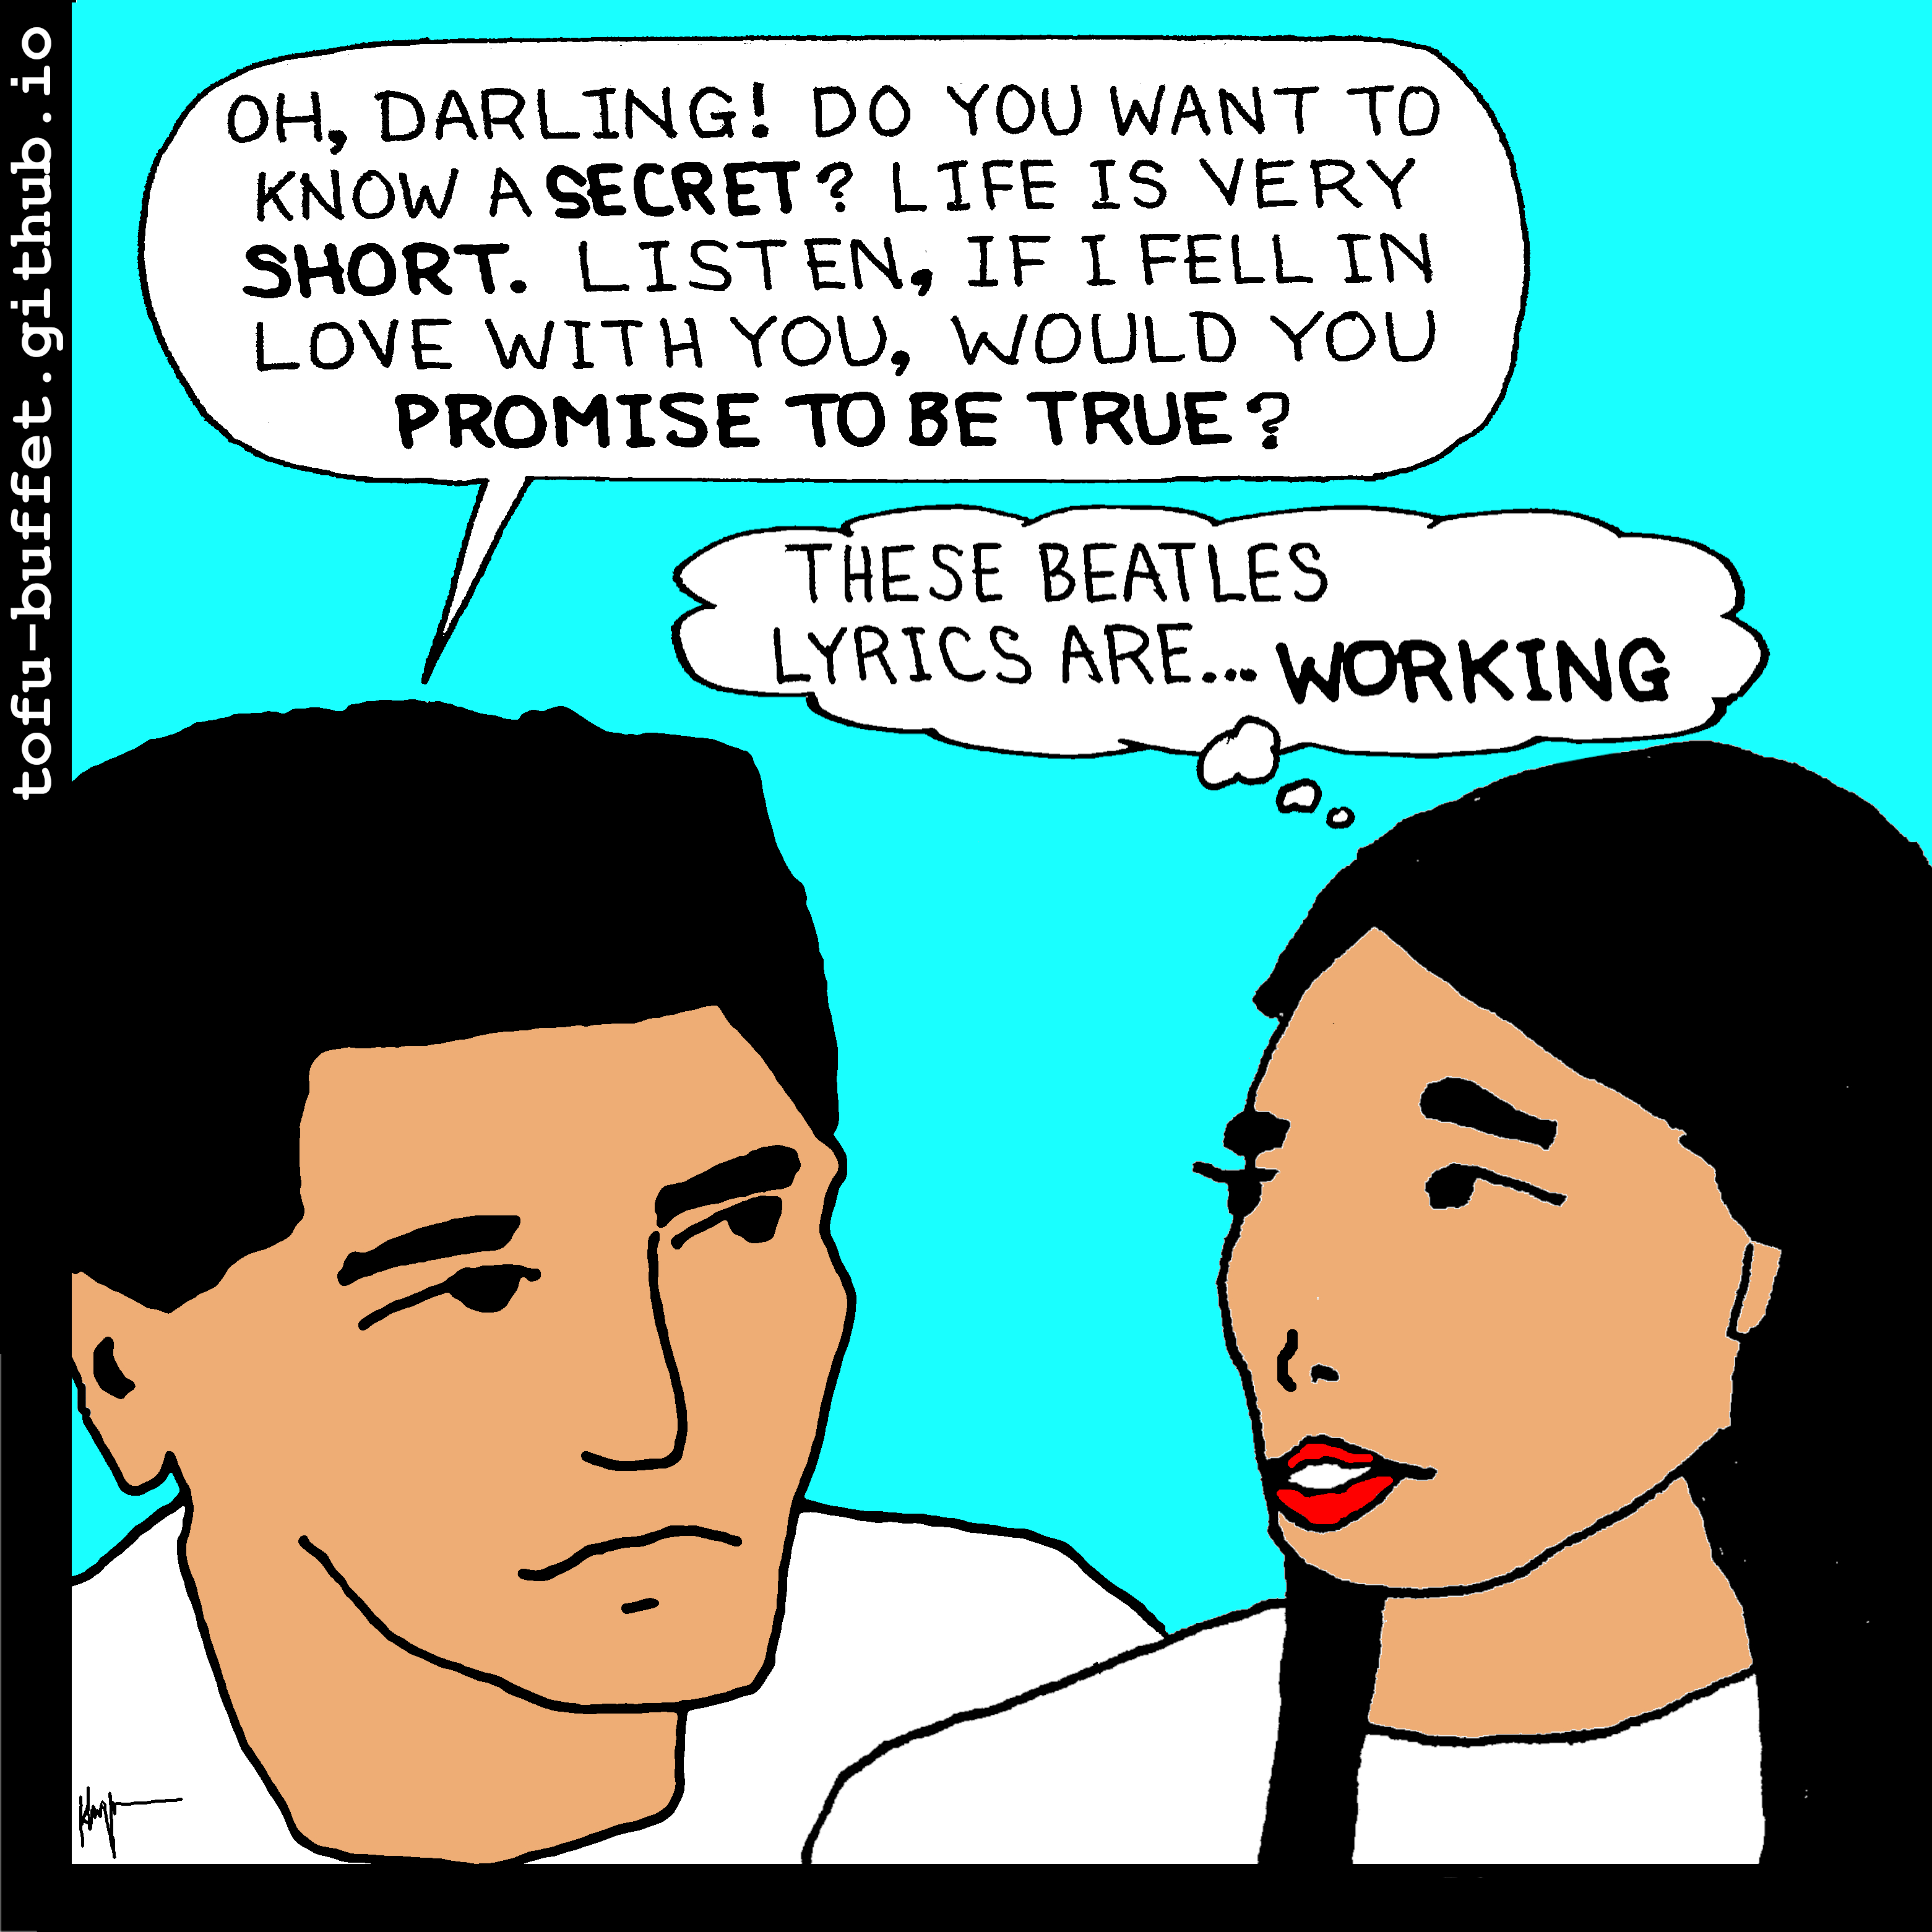 tofu-buffet.github.io
OH, DARLING! DO YOU WANT TO
KNOW A SECRET? LIFE IS VERY
SHORT. LISTEN, IF I FELL IN
LOVE WITH YOU, WOULD YOU
PROMISE TO BE TRUE?
THESE BEATLES
LYRICS ARE... WORKING